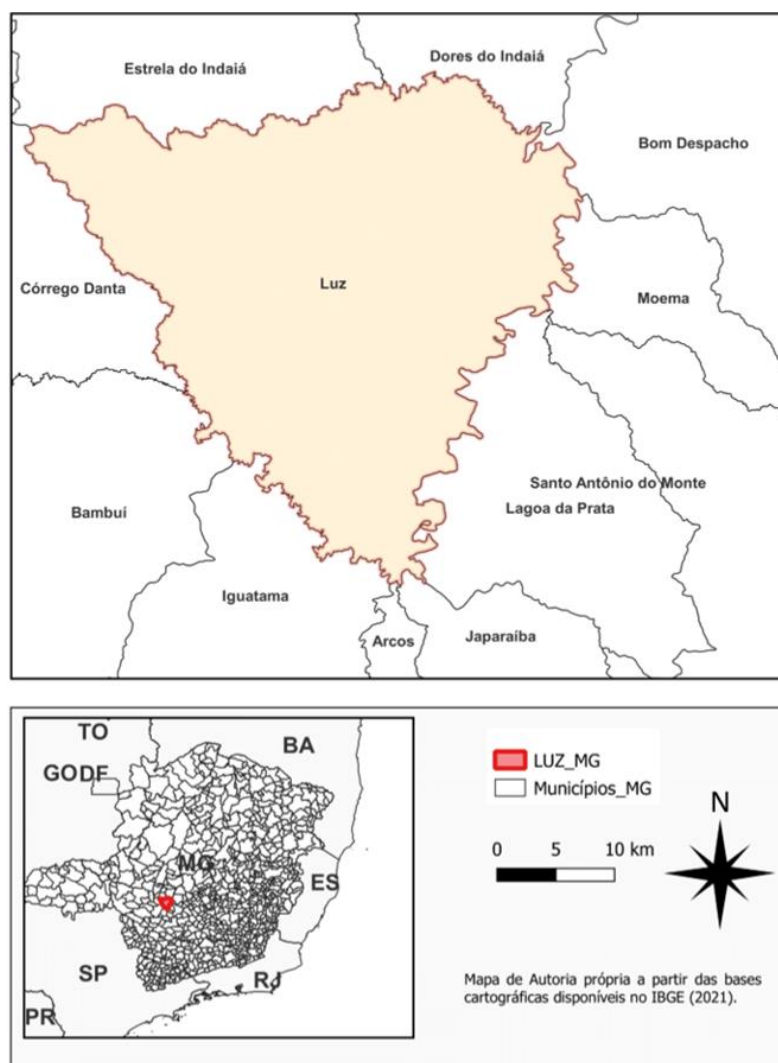 Estrela do Indaiá
Dores do Indaiá
Bom Despacho
Córrego Danta
Luz
Moema
Santo Antônio do Monte
Bambuí
Lagoa da Prata
Iguatama
Arcos
Japaraíba
TO
BA
GO
DF
MG
ES
SP
RJ
PR
LUZ_MG
Municípios_MG
N
0 5 10 km
Mapa de Autoria própria a partir das bases
cartográficas disponíveis no IBGE (2021).